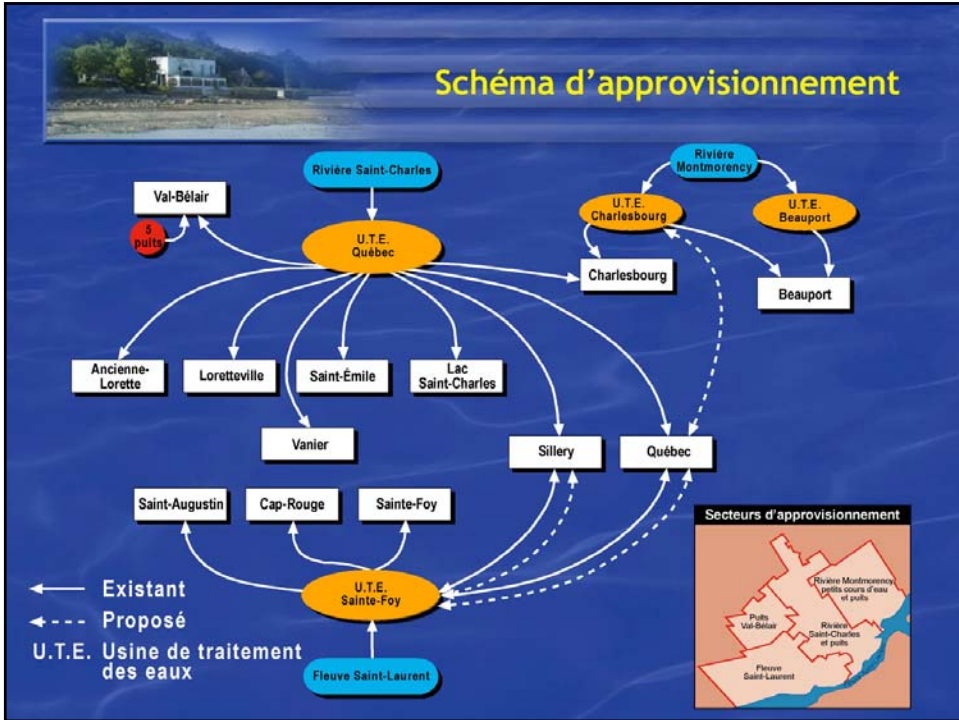 Schéma d'approvisionnement
Rivière Saint-Charles
Rivière
Montmorency
Val-Bélair
5
puits
U.T.E.
Québec
U.T.E.
Charlesbourg
U.T.E.
Beauport
Charlesbourg
Beauport
Ancienne-
Lorette
Loretteville
Saint-Émile
Lac
Saint-Charles
Vanier
Sillery
Québec
Saint-Augustin
Cap-Rouge
Sainte-Foy
U.T.E.
Sainte-Foy
Fleuve Saint-Laurent
Existant
Proposé
U.T.E. Usine de traitement
des eaux
Secteurs d'approvisionnement
Rivière Montmorency
petits cours d'eau
et puits
Puits
Val-Bélair
Rivière
Saint-Charles
et puits
Fleuve
Saint-Laurent